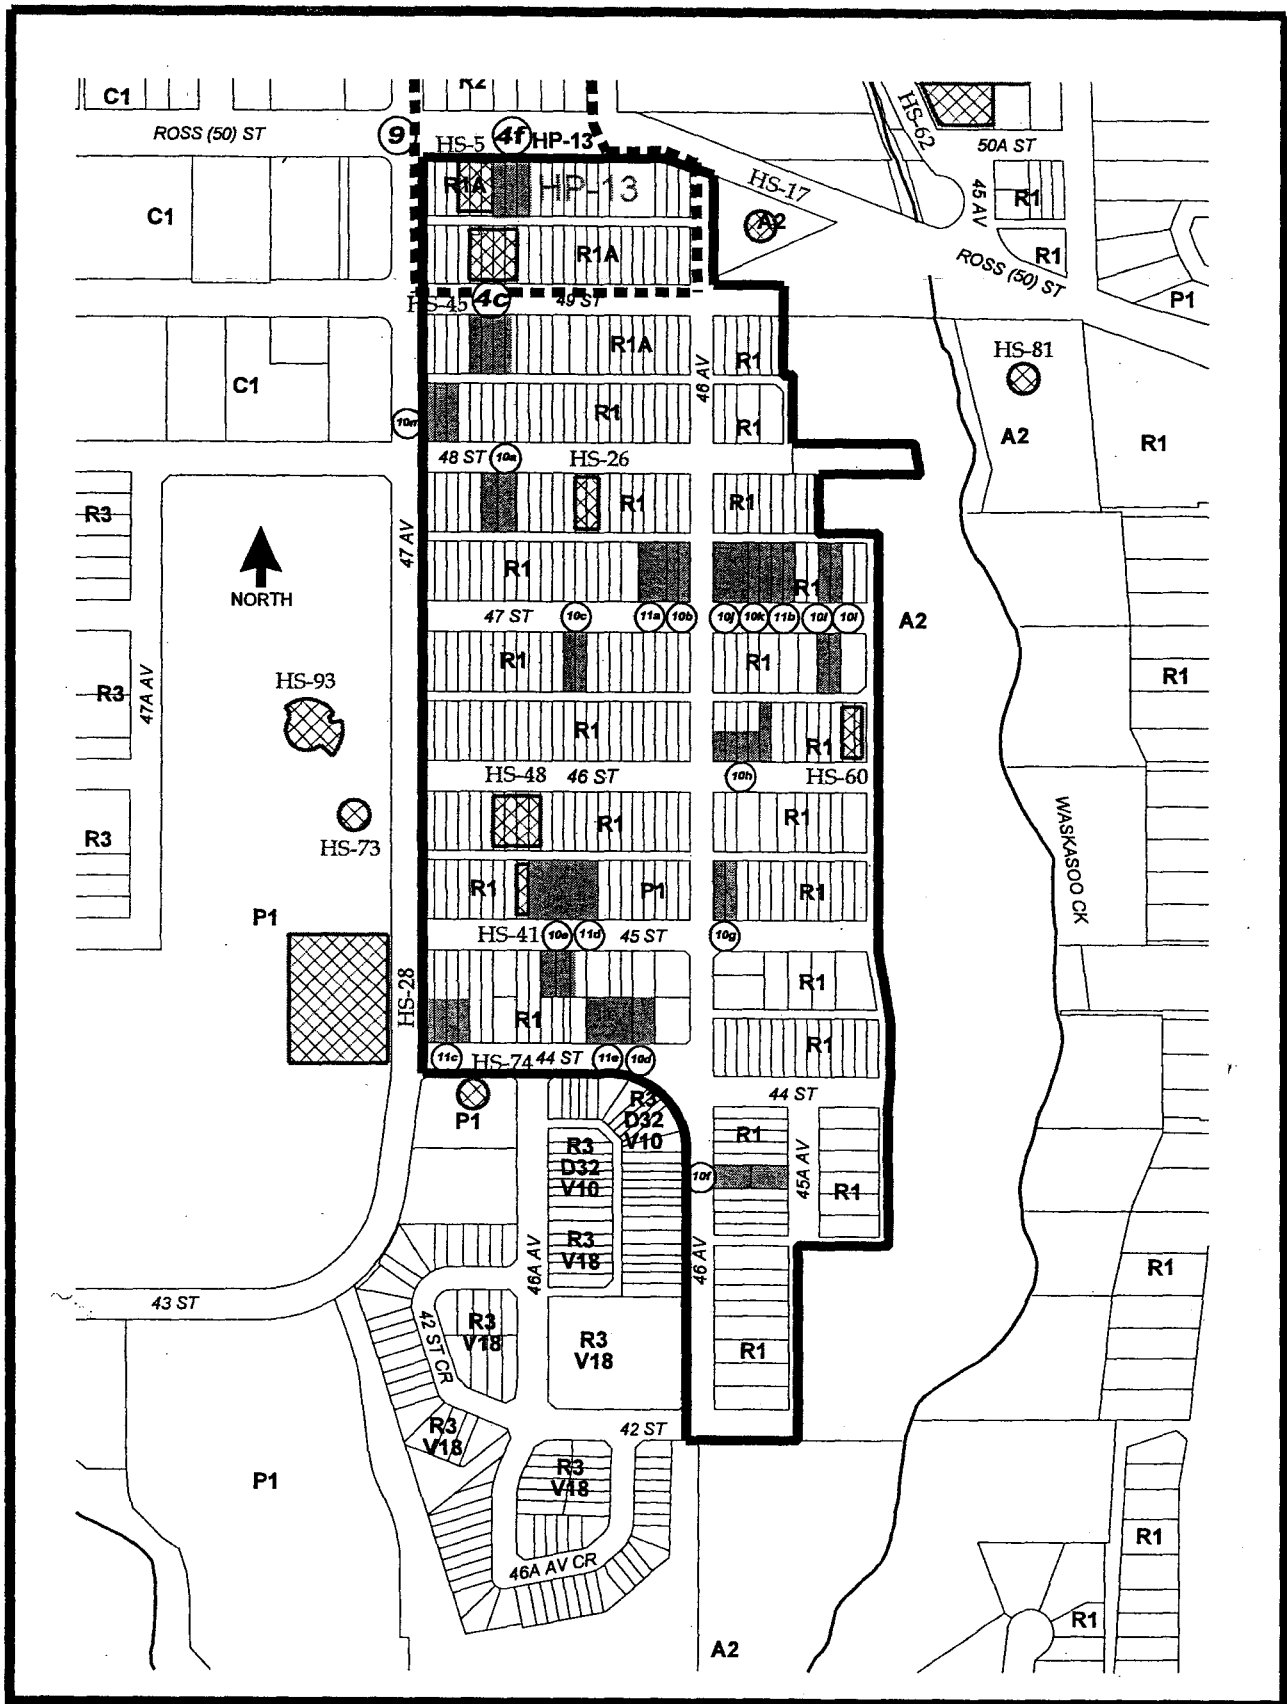 C1
R2
HS-62
ROSS (50) ST
9
HS-5
4f
HP-13
50A ST
R1A
HP-13
HS-17
45 AV
R1
C1
A2
R1A
R1
ROSS (50) ST
P1
HS-45
4c
49 ST
R1A
46 AV
R1
HS-81
C1
R1
R1
A2
R1
10m
48 ST
10a
HS-26
R3
R1
R1
47 AV
NORTH
R1
R1
47 ST
10c
11a
10b
10j
10k
11b
10i
10l
A2
R1
R1
R1
47A AV
R3
HS-93
R1
R1
HS-48
46 ST
10h
HS-60
R3
HS-73
R1
R1
WASKASOO CK
P1
R1
P1
R1
HS-41
10e
11d
45 ST
10g
HS-28
R1
R1
R1
11c
HS-74
44 ST
11e
10d
P1
R3
D32
V10
44 ST
R3
D32
V10
R1
45A AV
10f
R1
R3
V18
46A AV
46 AV
R1
43 ST
42 ST CR
R3
V18
R3
V18
R1
R3
V18
42 ST
P1
R3
V18
R1
46A AV CR
R1
A2